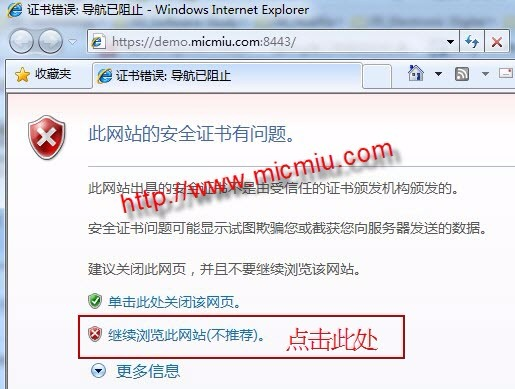 证书错误: 导航已阻止 - Windows Internet Explorer
https://demo.micmiu.com:8443/
收藏夹
证书错误: 导航已阻止
此网站的安全证书有问题。
http://www.micmiu.com
此网站出具的安全证书不是由受信任的证书颁发机构颁发的。
安全证书问题可能显示试图欺骗您或截获您向服务器发送的数据。
建议关闭此网页，并且不要继续浏览该网站。
单击此处关闭该网页。
继续浏览此网站(不推荐)。 点击此处
更多信息